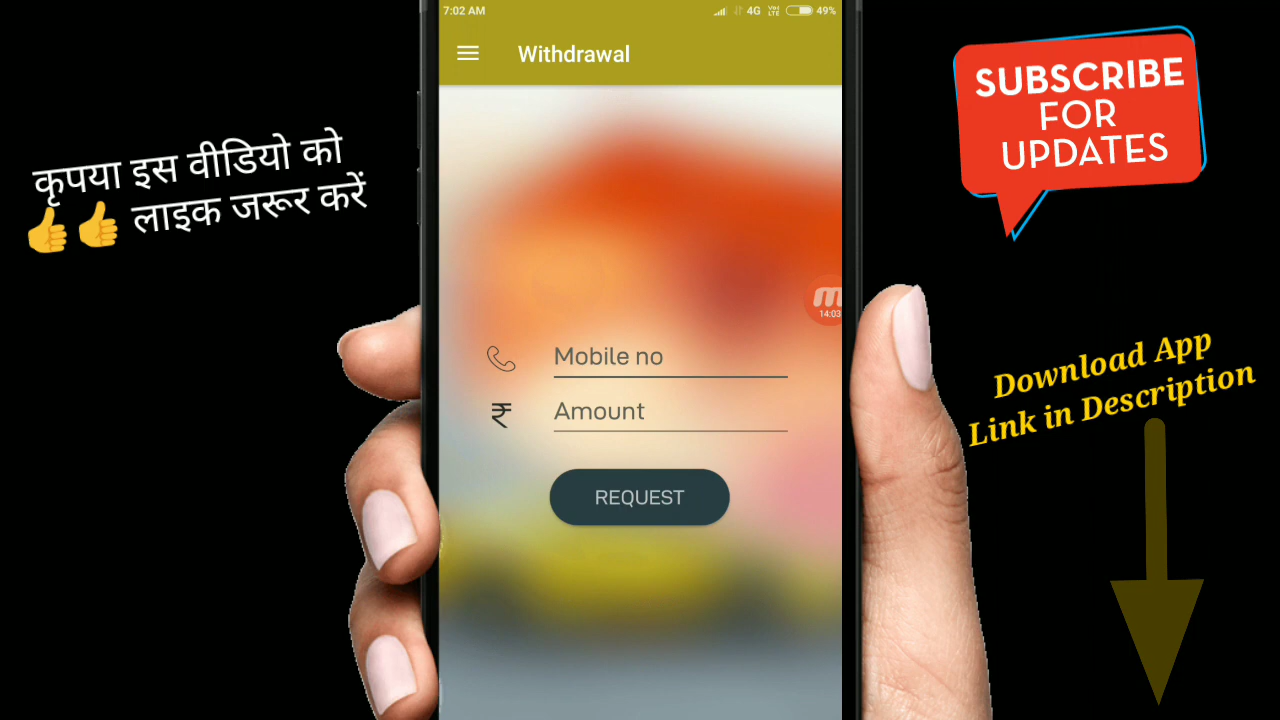 7:02 AM
4G
VoLTE
49%
Withdrawal
SUBSCRIBE
FOR
UPDATES
कृपया इस वीडियो को
👍👍 लाइक जरूर करें
14:03
Mobile no
₹ Amount
REQUEST
Download App
Link in Description